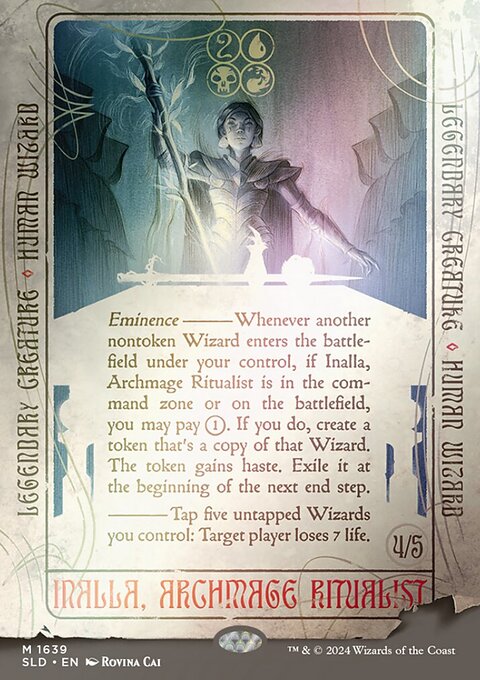 2
LEGENDARY CREATURE ◆ HUMAN WIZARD
LEGENDARY CREATURE ◆ HUMAN WIZARD
Eminence —— Whenever another
nontoken Wizard enters the battle-
field under your control, if Inalla,
Archmage Ritualist is in the com-
mand zone or on the battlefield,
you may pay 1. If you do, create a
token that's a copy of that Wizard.
The token gains haste. Exile it at
the beginning of the next end step.
—— Tap five untapped Wizards
you control: Target player loses 7 life.
4/5
INALLA, ARCHMAGE RITUALIST
M 1639
SLD • EN Rovina Cai
™ & © 2024 Wizards of the Coast